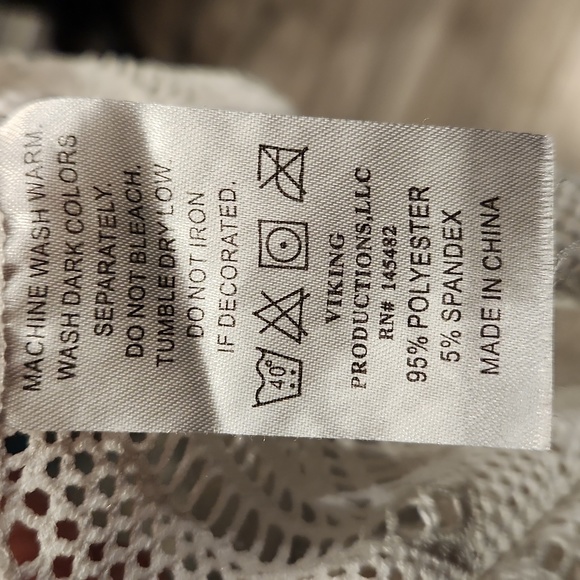 MACHINE WASH WARM.
WASH DARK COLORS
SEPARATELY.
DO NOT BLEACH.
TUMBLE DRY LOW.
DO NOT IRON
IF DECORATED.
40°
VIKING
PRODUCTIONS,LLC
RN# 145482
95% POLYESTER
5% SPANDEX
MADE IN CHINA